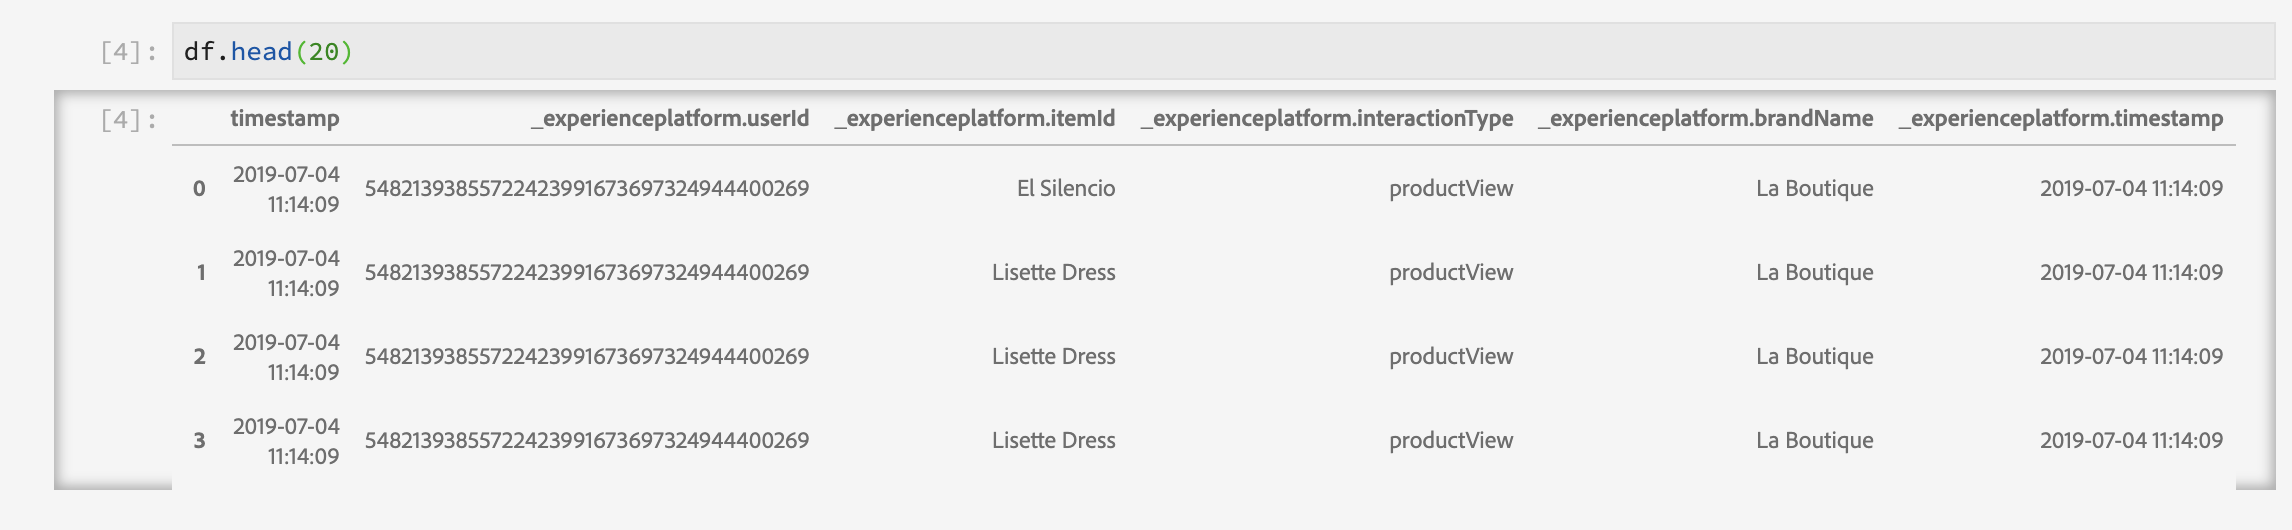 [4]: df.head(20)
[4]: timestamp _experienceplatform.userId _experienceplatform.itemId _experienceplatform.interactionType _experienceplatform.brandName _experienceplatform.timestamp
0 2019-07-04 11:14:09 54821393855722423991673697324944400269 El Silencio productView La Boutique 2019-07-04 11:14:09
1 2019-07-04 11:14:09 54821393855722423991673697324944400269 Lisette Dress productView La Boutique 2019-07-04 11:14:09
2 2019-07-04 11:14:09 54821393855722423991673697324944400269 Lisette Dress productView La Boutique 2019-07-04 11:14:09
3 2019-07-04 11:14:09 54821393855722423991673697324944400269 Lisette Dress productView La Boutique 2019-07-04 11:14:09